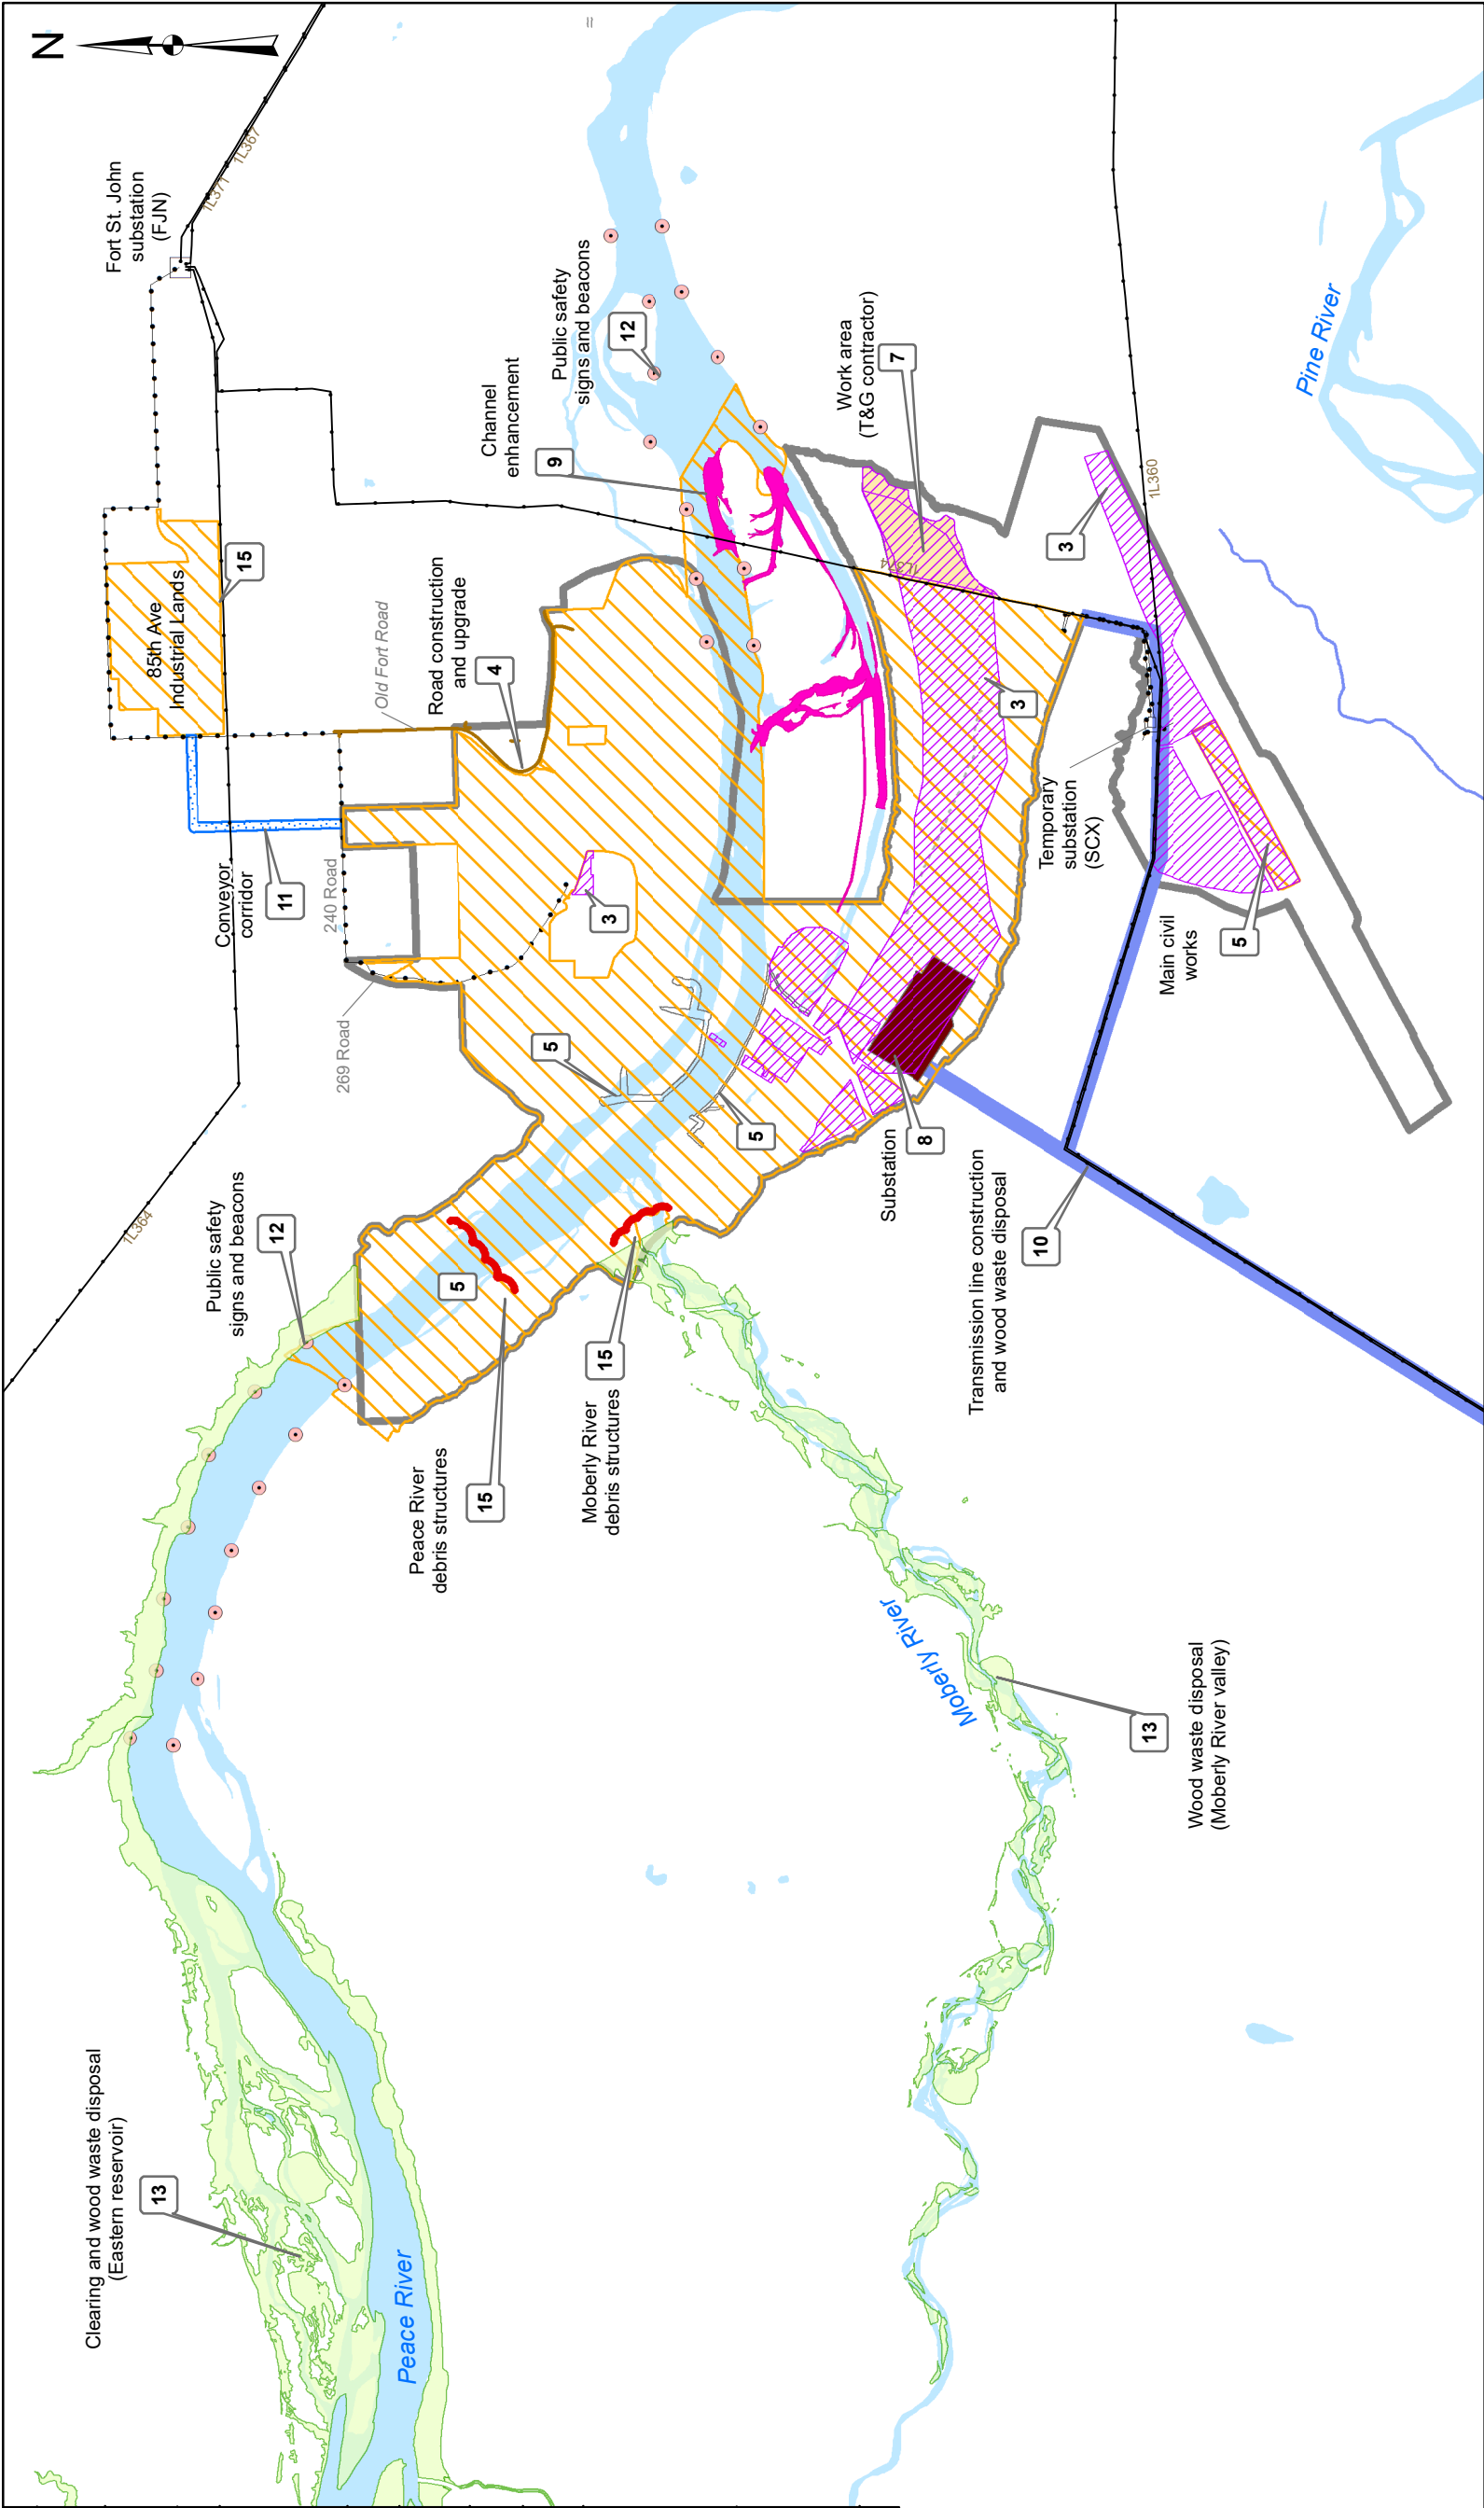 N
Fort St. John
substation
(FJN)
1L371
1L367
85th Ave
Industrial Lands
15
Old Fort Road
Road construction
and upgrade
4
Channel
enhancement
9
Public safety
signs and beacons
12
Work area
(T&G contractor)
7
Pine River
1L360
1L374
3
3
3
Conveyor
corridor
11
240 Road
269 Road
Temporary
substation
(SCX)
Main civil
works
5
5
5
5
Substation
8
Transmission line construction
and wood waste disposal
10
1L364
Public safety
signs and beacons
12
Peace River
debris structures
15
Moberly River
debris structures
15
Moberly River
Wood waste disposal
(Moberly River valley)
13
Clearing and wood waste disposal
(Eastern reservoir)
13
Peace River